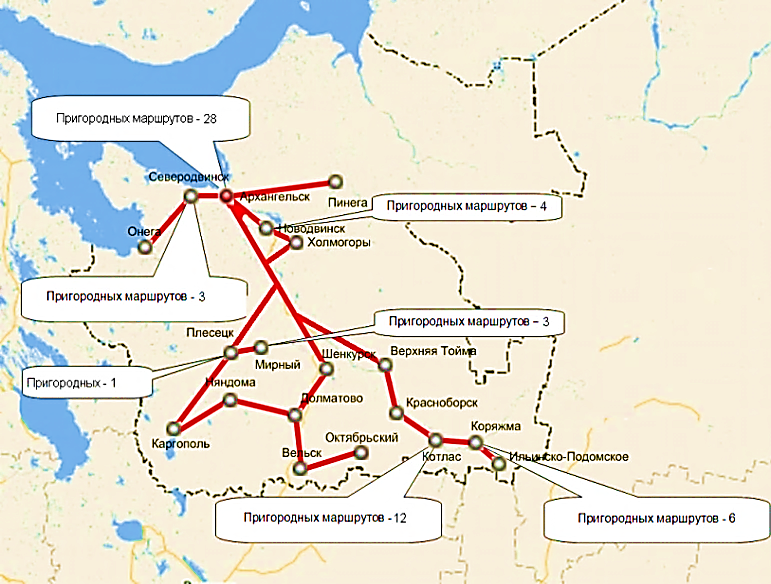 Пригородных маршрутов - 28
Северодвинск
Архангельск
Пинега
Пригородных маршрутов – 4
Онега
Новодвинск
Холмогоры
Пригородных маршрутов - 3
Пригородных маршрутов – 3
Плесецк
Мирный
Шенкурск
Верхняя Тойма
Пригородных - 1
Няндома
Долматово
Красноборск
Каргополь
Октябрьский
Коряжма
Вельск
Котлас
Ильинско-Подомское
Пригородных маршрутов -12
Пригородных маршрутов - 6